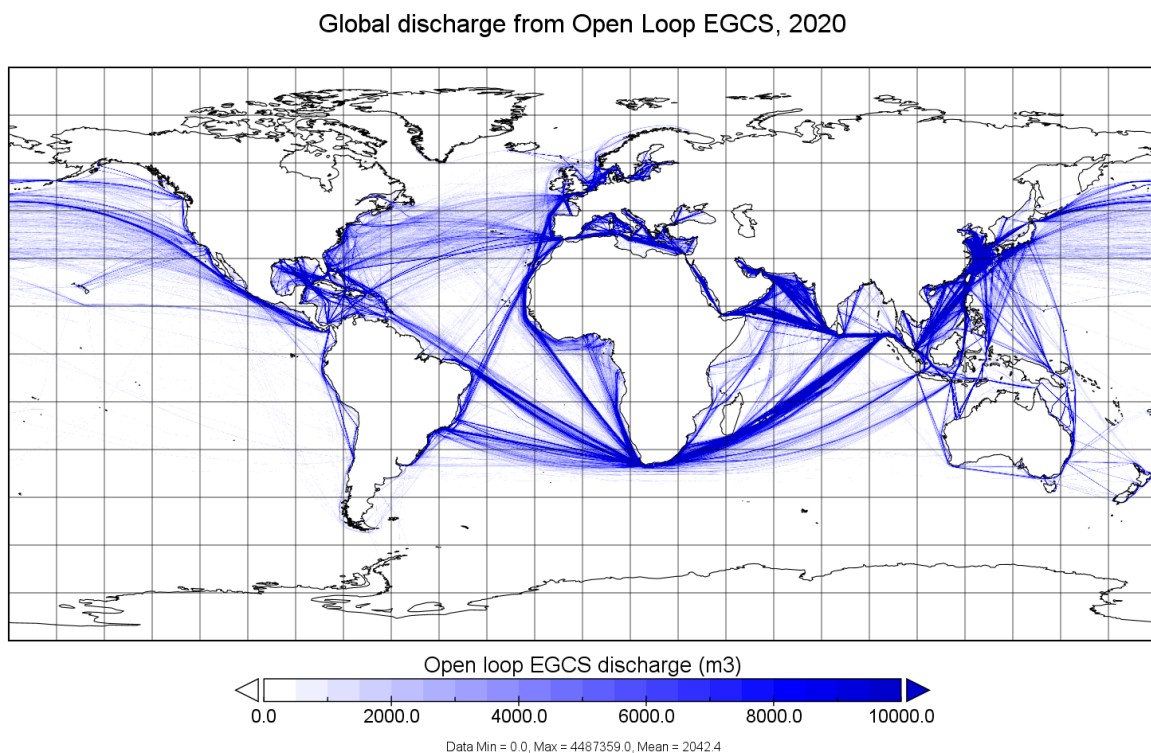 Global discharge from Open Loop EGCS, 2020
Open loop EGCS discharge (m3)
0.0 2000.0 4000.0 6000.0 8000.0 10000.0
Data Min = 0.0, Max = 4487359.0, Mean = 2042.4